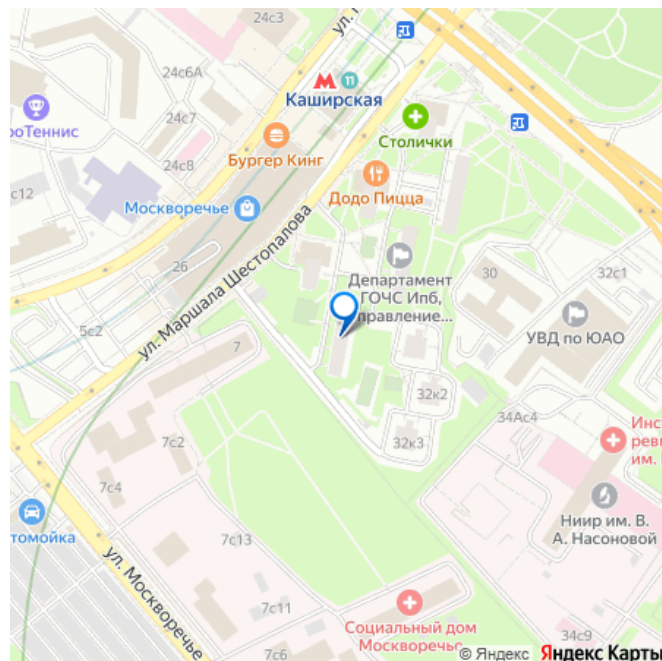 24с3
24с6А
24с7
24с8
роТеннис
с12
11
Каширская
Бургер Кинг
Столички
Додо Пицца
Москворечье
26
5с2
ул. Маршала Шестопалова
Департамент
ГОЧС Ипб,
правление...
30
32с1
УВД по ЮАО
7
32к2
32к3
34Ас4
Инс
рев
им.
7с2
7с4
7с13
Ниир им. В.
А. Насоновой
томойка
ул. Москворечье
7с11
7с6
Социальный дом
Москворечье
34с9
© Яндекс Яндекс Карты